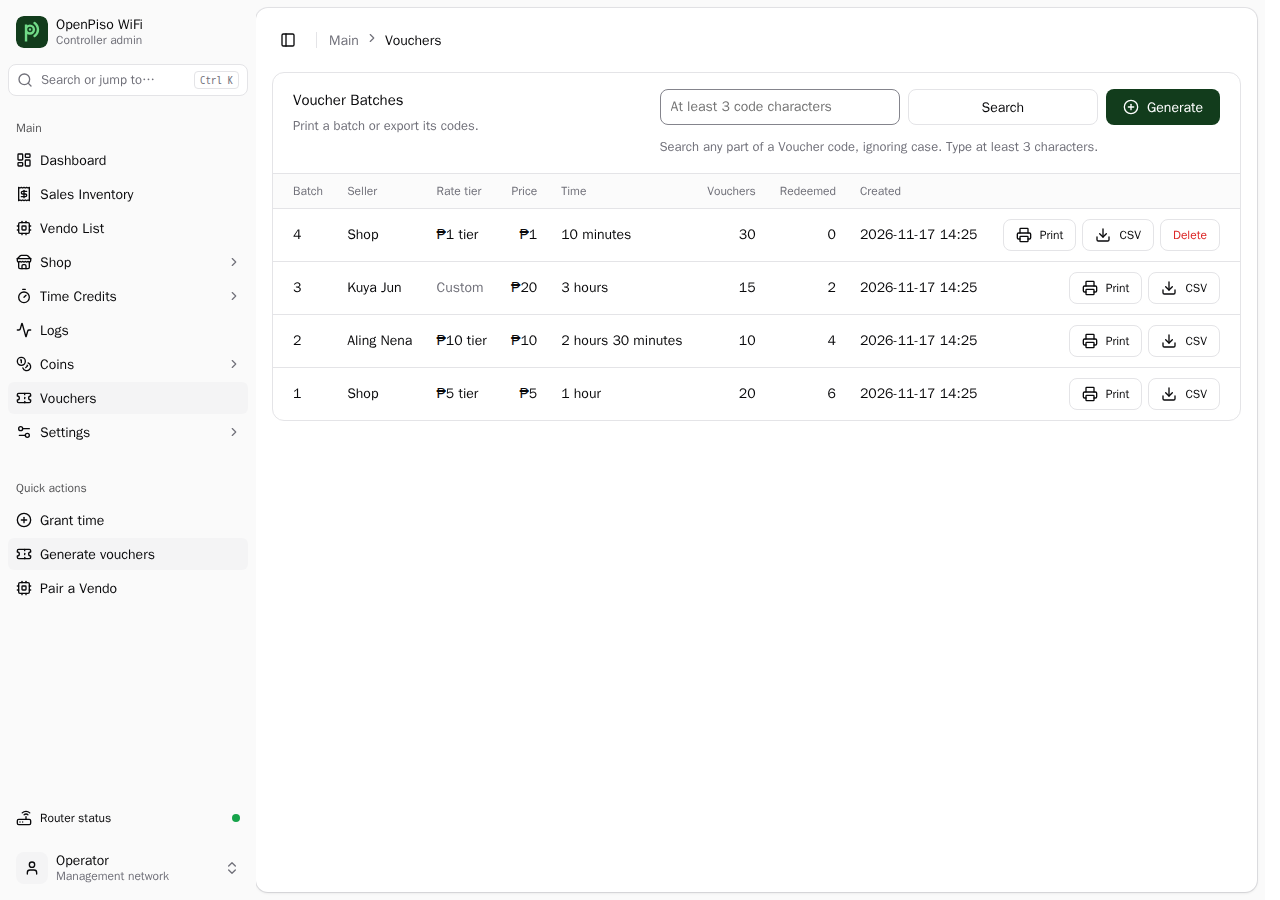 OpenPiso WiFi
Controller admin
Search or jump to···
Ctrl K
Main
Dashboard
Sales Inventory
Vendo List
Shop
Time Credits
Logs
Coins
Vouchers
Settings
Quick actions
Grant time
Generate vouchers
Pair a Vendo
Router status
Operator
Management network
Main > Vouchers
Voucher Batches
Print a batch or export its codes.
At least 3 code characters
Search
Generate
Search any part of a Voucher code, ignoring case. Type at least 3 characters.
Batch Seller Rate tier Price Time Vouchers Redeemed Created
4 Shop ₱1 tier ₱1 10 minutes 30 0 2026-11-17 14:25 Print CSV Delete
3 Kuya Jun Custom ₱20 3 hours 15 2 2026-11-17 14:25 Print CSV
2 Aling Nena ₱10 tier ₱10 2 hours 30 minutes 10 4 2026-11-17 14:25 Print CSV
1 Shop ₱5 tier ₱5 1 hour 20 6 2026-11-17 14:25 Print CSV